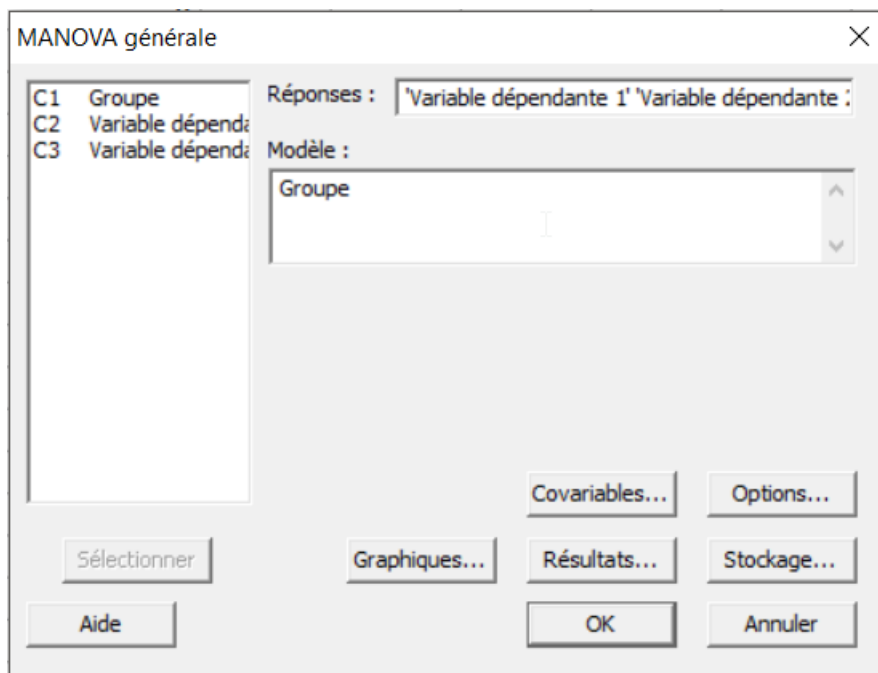 MANOVA générale
C1 Groupe
C2 Variable dépenda
C3 Variable dépenda
Réponses : 'Variable dépendante 1' 'Variable dépendante 2
Modèle :
Groupe
Covariables...
Options...
Sélectionner
Graphiques...
Résultats...
Stockage...
Aide
OK
Annuler